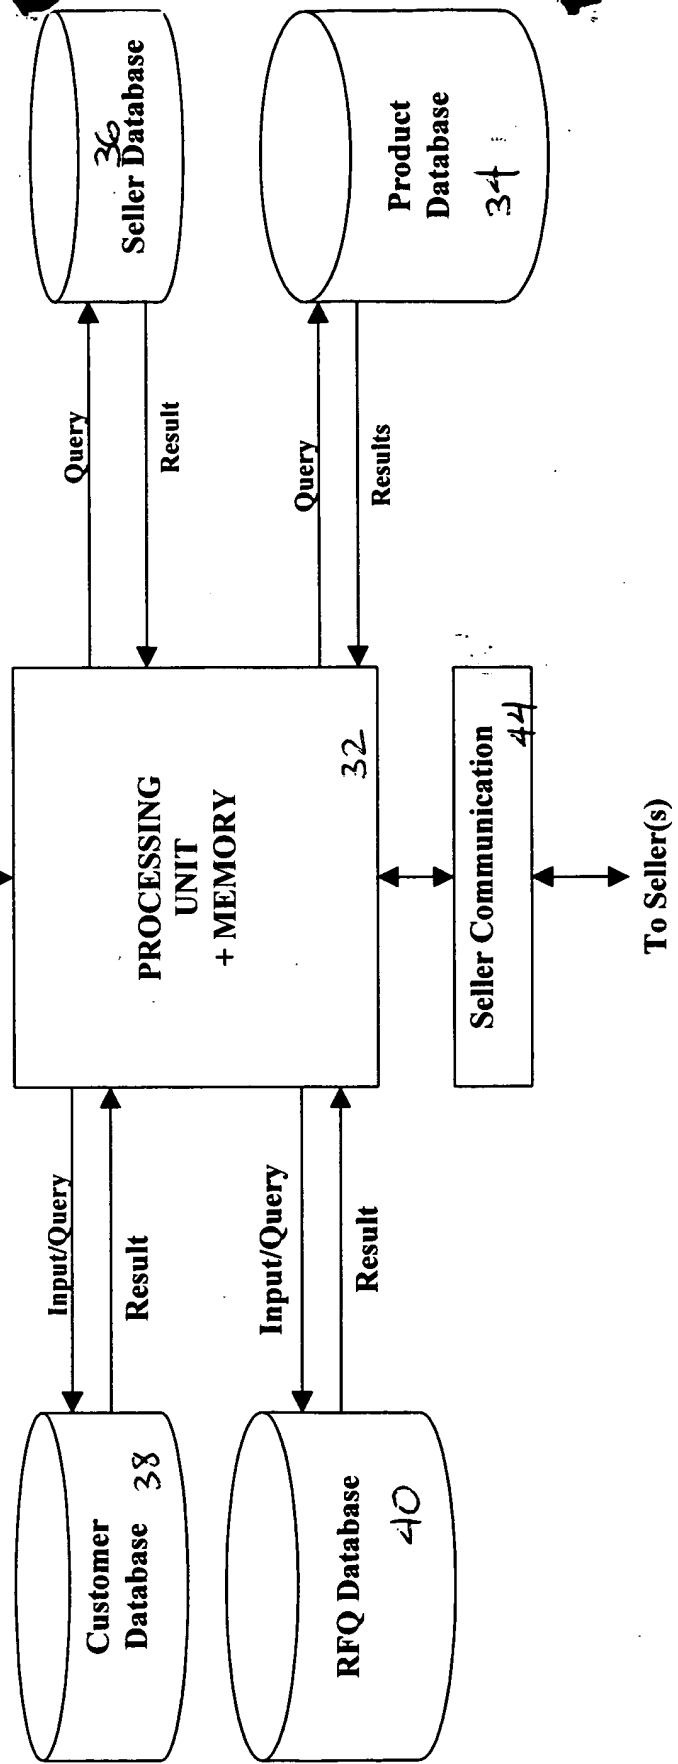 Customer
Database 38
Input/Query
Result
PROCESSING
UNIT
+ MEMORY
32
Query
Result
36
Seller Database
RFQ Database
40
Input/Query
Result
Query
Results
Product
Database
34
Seller Communication
44
To Seller(s)